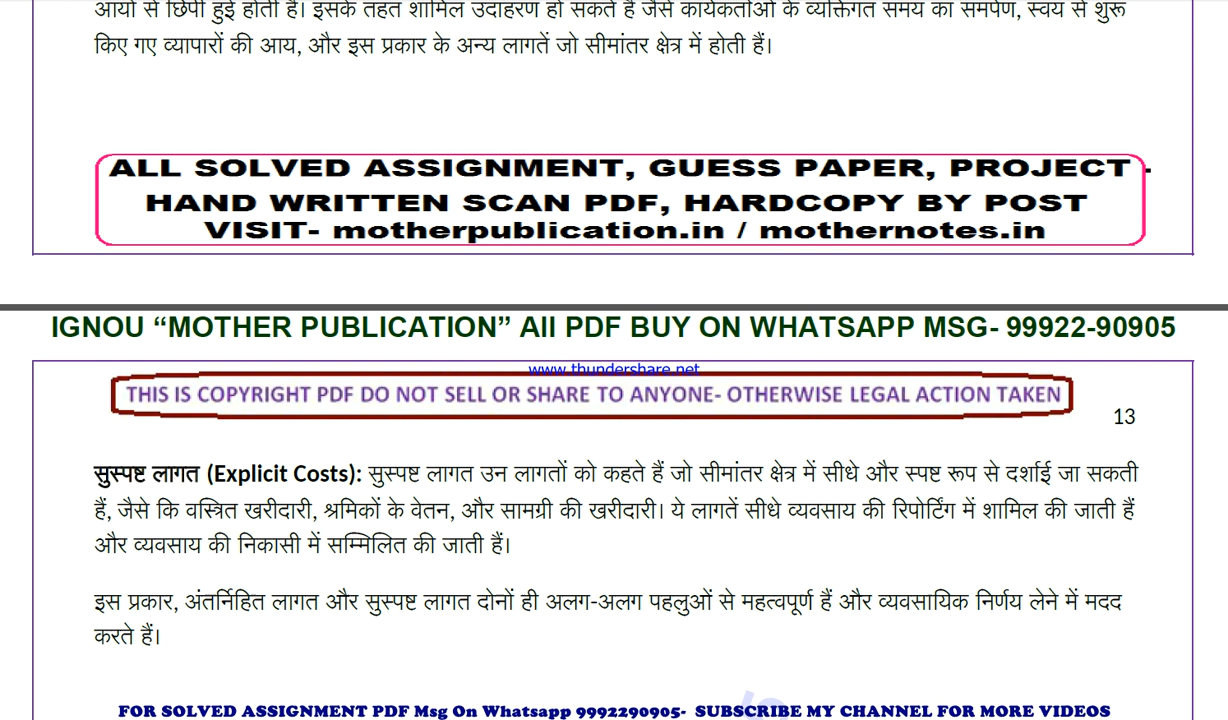 आयों से छिपी हुई होती हैं। इसके तहत शामिल उदाहरण हो सकते हैं जैसे कार्यकर्ताओं के व्यक्तिगत समय का समर्पण, स्वयं से शुरू
किए गए व्यापारों की आय, और इस प्रकार के अन्य लागतें जो सीमांतर क्षेत्र में होती हैं।
ALL SOLVED ASSIGNMENT, GUESS PAPER, PROJECT -
HAND WRITTEN SCAN PDF, HARDCOPY BY POST
VISIT- motherpublication.in / mothernotes.in
IGNOU “MOTHER PUBLICATION” All PDF BUY ON WHATSAPP MSG- 99922-90905
www.thundershare.net
THIS IS COPYRIGHT PDF DO NOT SELL OR SHARE TO ANYONE- OTHERWISE LEGAL ACTION TAKEN
13
सुस्पष्ट लागत (Explicit Costs): सुस्पष्ट लागत उन लागतों को कहते हैं जो सीमांतर क्षेत्र में सीधे और स्पष्ट रूप से दर्शाई जा सकती
हैं, जैसे कि वस्त्रित खरीदारी, श्रमिकों के वेतन, और सामग्री की खरीदारी। ये लागतें सीधे व्यवसाय की रिपोर्टिंग में शामिल की जाती हैं
और व्यवसाय की निकासी में सम्मिलित की जाती हैं।
इस प्रकार, अंतर्निहित लागत और सुस्पष्ट लागत दोनों ही अलग-अलग पहलुओं से महत्वपूर्ण हैं और व्यवसायिक निर्णय लेने में मदद
करते हैं।
FOR SOLVED ASSIGNMENT PDF Msg On Whatsapp 9992290905- SUBSCRIBE MY CHANNEL FOR MORE VIDEOS